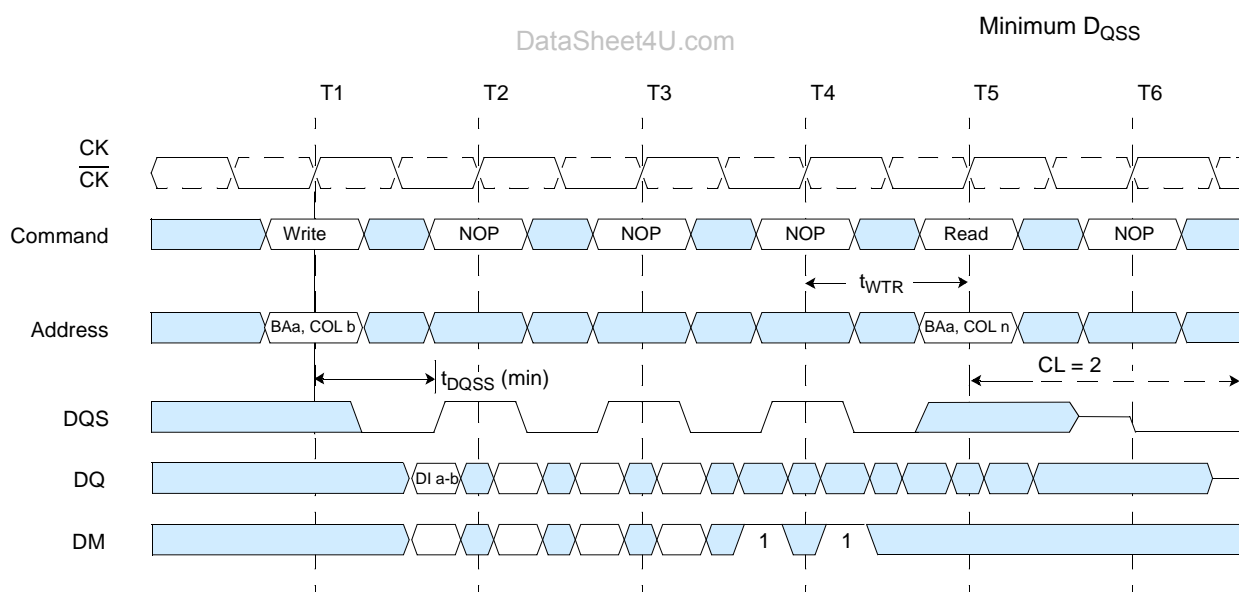 Minimum DQSS
DataSheet4U.com
T1 T2 T3 T4 T5 T6
CK
CK
Command Write NOP NOP NOP Read NOP
tWTR
Address BAa, COL b BAa, COL n
tDQSS (min) CL = 2
DQS
DQ DI a-b
DM 1 1